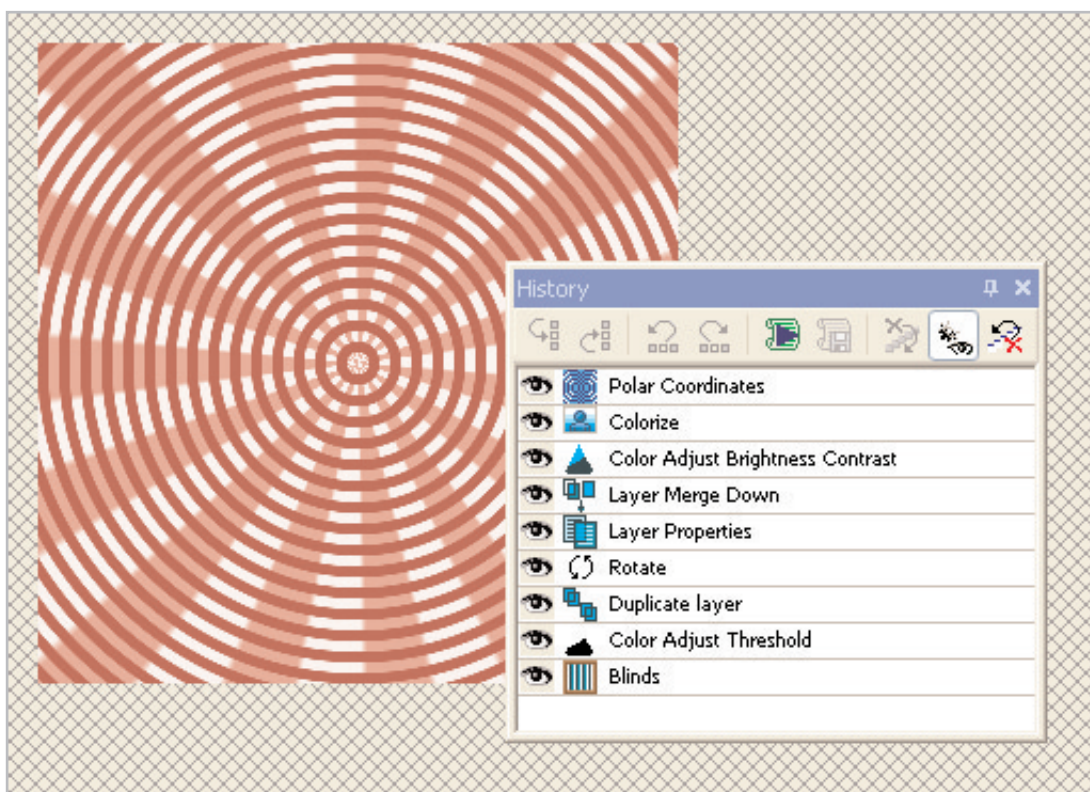 History
Polar Coordinates
Colorize
Color Adjust Brightness Contrast
Layer Merge Down
Layer Properties
Rotate
Duplicate layer
Color Adjust Threshold
Blinds